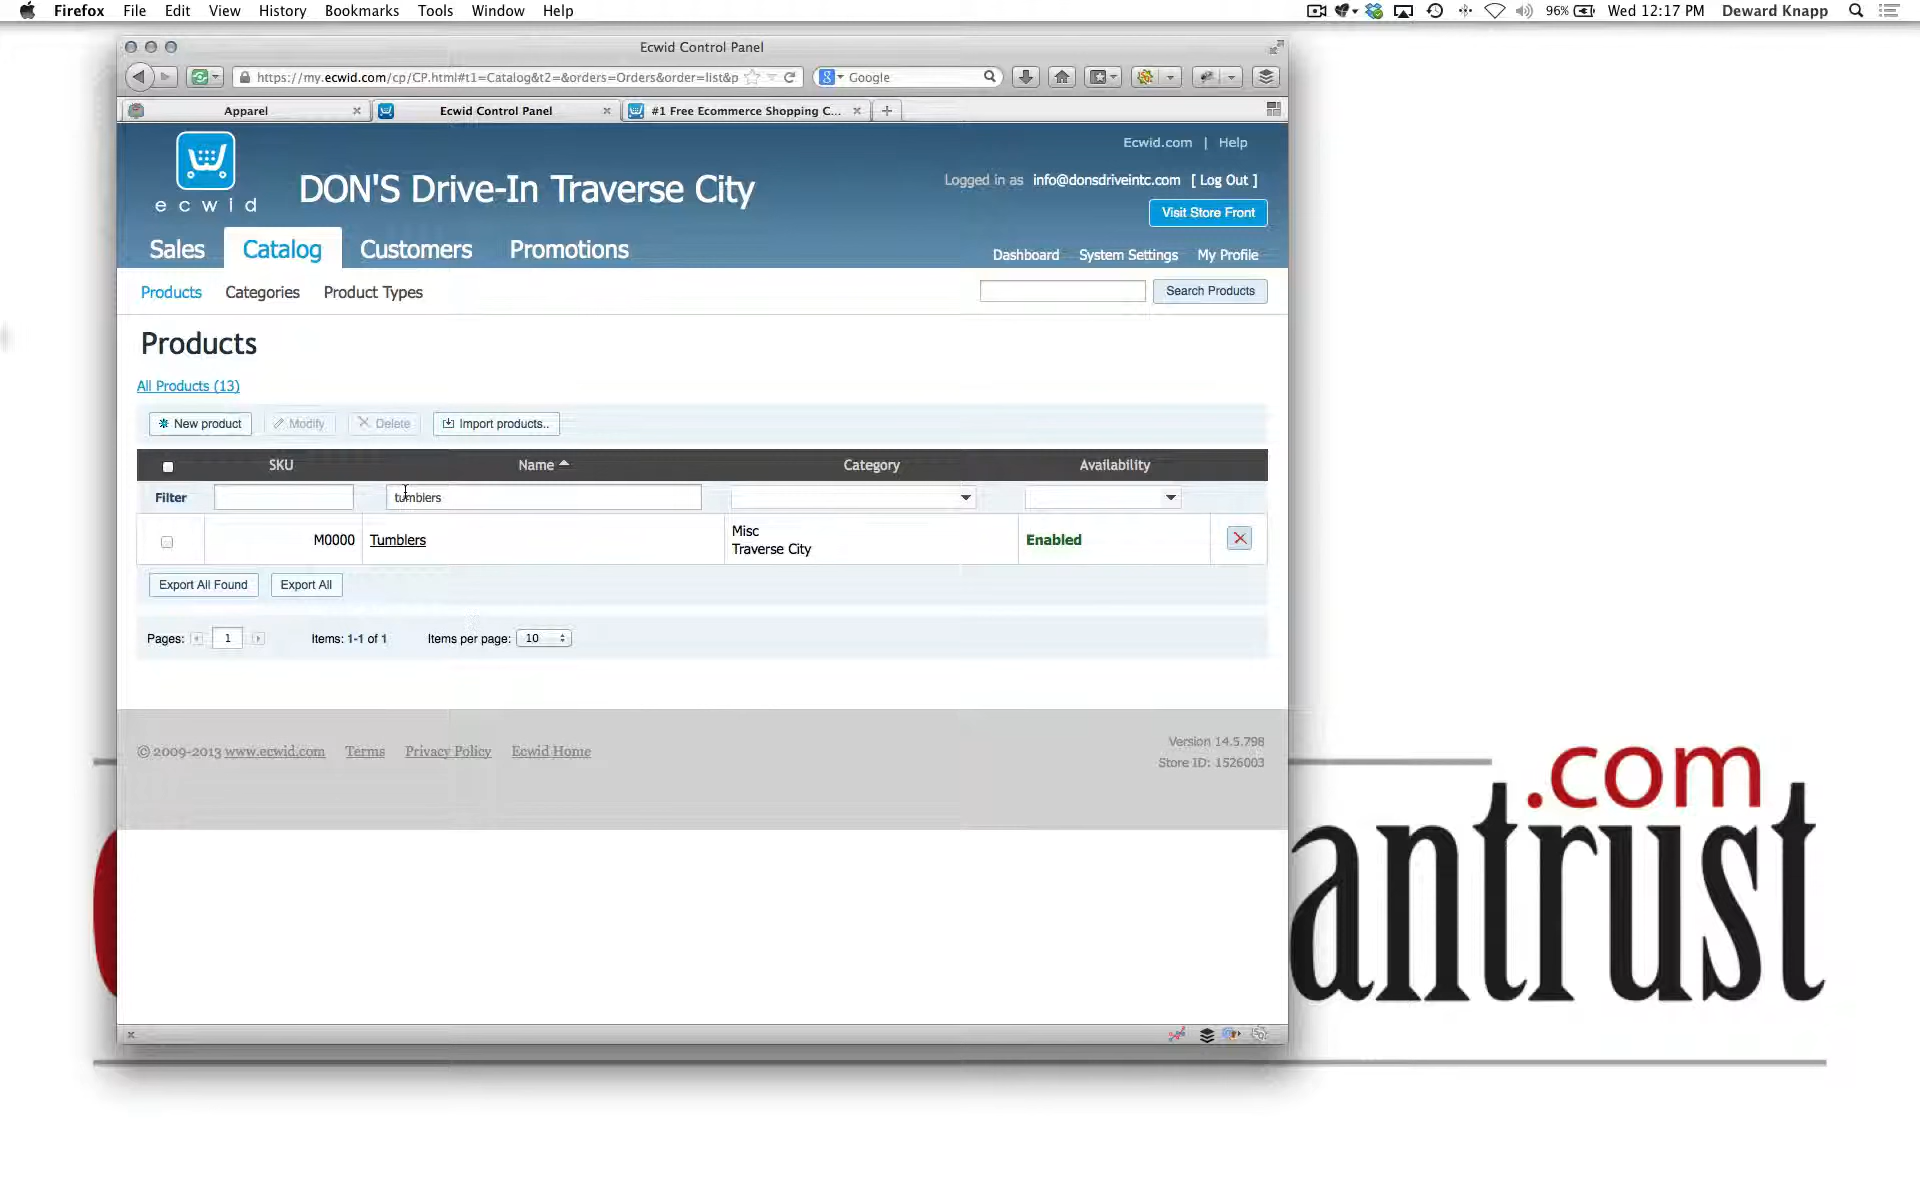 Firefox File Edit View History Bookmarks Tools Window Help 96% Wed 12:17 PM Deward Knapp
Ecwid Control Panel
https://my.ecwid.com/cp/CP.html#t1=Catalog&t2=&orders=Orders&order=list&p Google
Apparel Ecwid Control Panel #1 Free Ecommerce Shopping C...
Ecwid.com | Help
ecwid
DON'S Drive-In Traverse City
Logged in as info@donsdriveintc.com [ Log Out ]
Visit Store Front
Sales Catalog Customers Promotions
Dashboard System Settings My Profile
Products Categories Product Types Search Products
Products
All Products (13)
New product Modify Delete Import products..
SKU Name Category Availability
Filter tumblers
M0000 Tumblers Misc Enabled
Traverse City
Export All Found Export All
Pages: 1 Items: 1-1 of 1 Items per page: 10
© 2009-2013 www.ecwid.com Terms Privacy Policy Ecwid Home
Version 14.5.798
Store ID: 1526003
.com
antrust